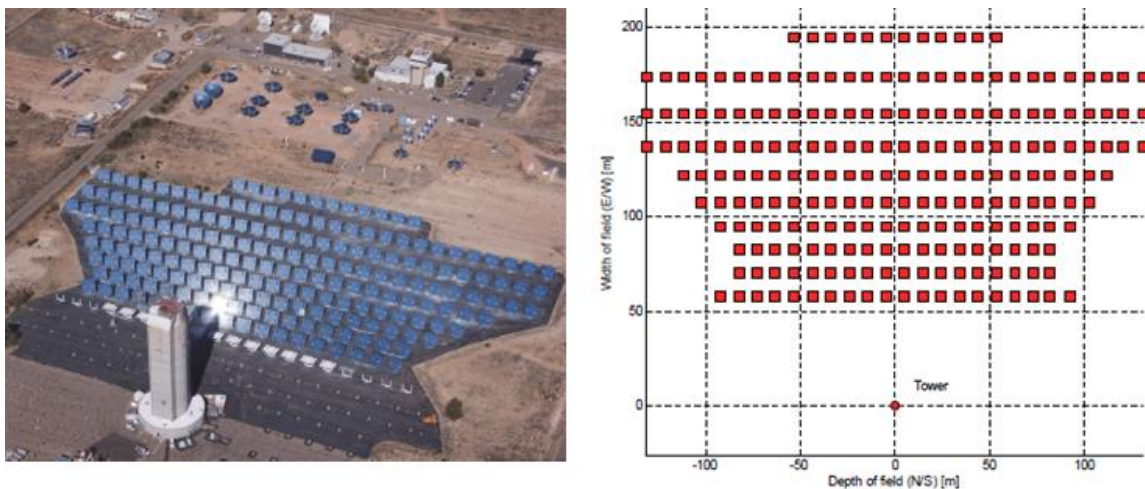 200
150
100
50
0
Width of field (E/W) [m]
Tower
-100 -50 0 50 100
Depth of field (N/S) [m]